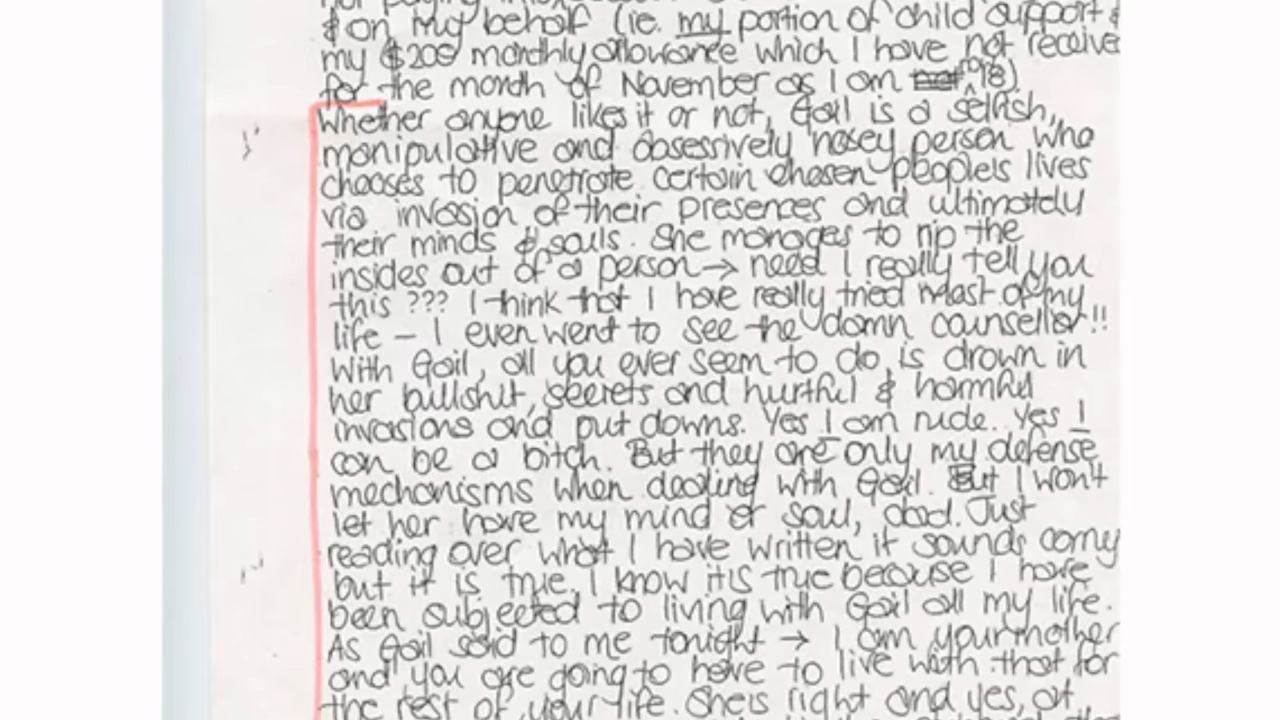 & on my behalf (ie. my portion of child support &
my $200 monthly allowance which I have not receive
for the month of November as I am now 18).
Whether anyone likes it or not, Gail is a selfish,
manipulative and obsessively nosey person who
chooses to penetrate certain chosen people's lives
via invasion of their presences and ultimately
their minds & souls. She manages to rip the
insides out of a person → need I really tell you
this ??? I think that I have really tried most of my
life – I even went to see the damn counsellor!!
With Gail, all you ever seem to do is drown in
her bullshit, secrets and hurtful & harmful
invasions and put downs. Yes I am rude. Yes I
can be a bitch. But they are only my defense
mechanisms when dealing with Gail. But I won't
let her have my mind or soul, dad. Just
reading over what I have written it sounds corny
but it is true. I know it is true because I have
been subjected to living with Gail all my life.
As Gail said to me tonight → I am your mother
and you are going to have to live with that for
the rest of your life. She is right and yes, at